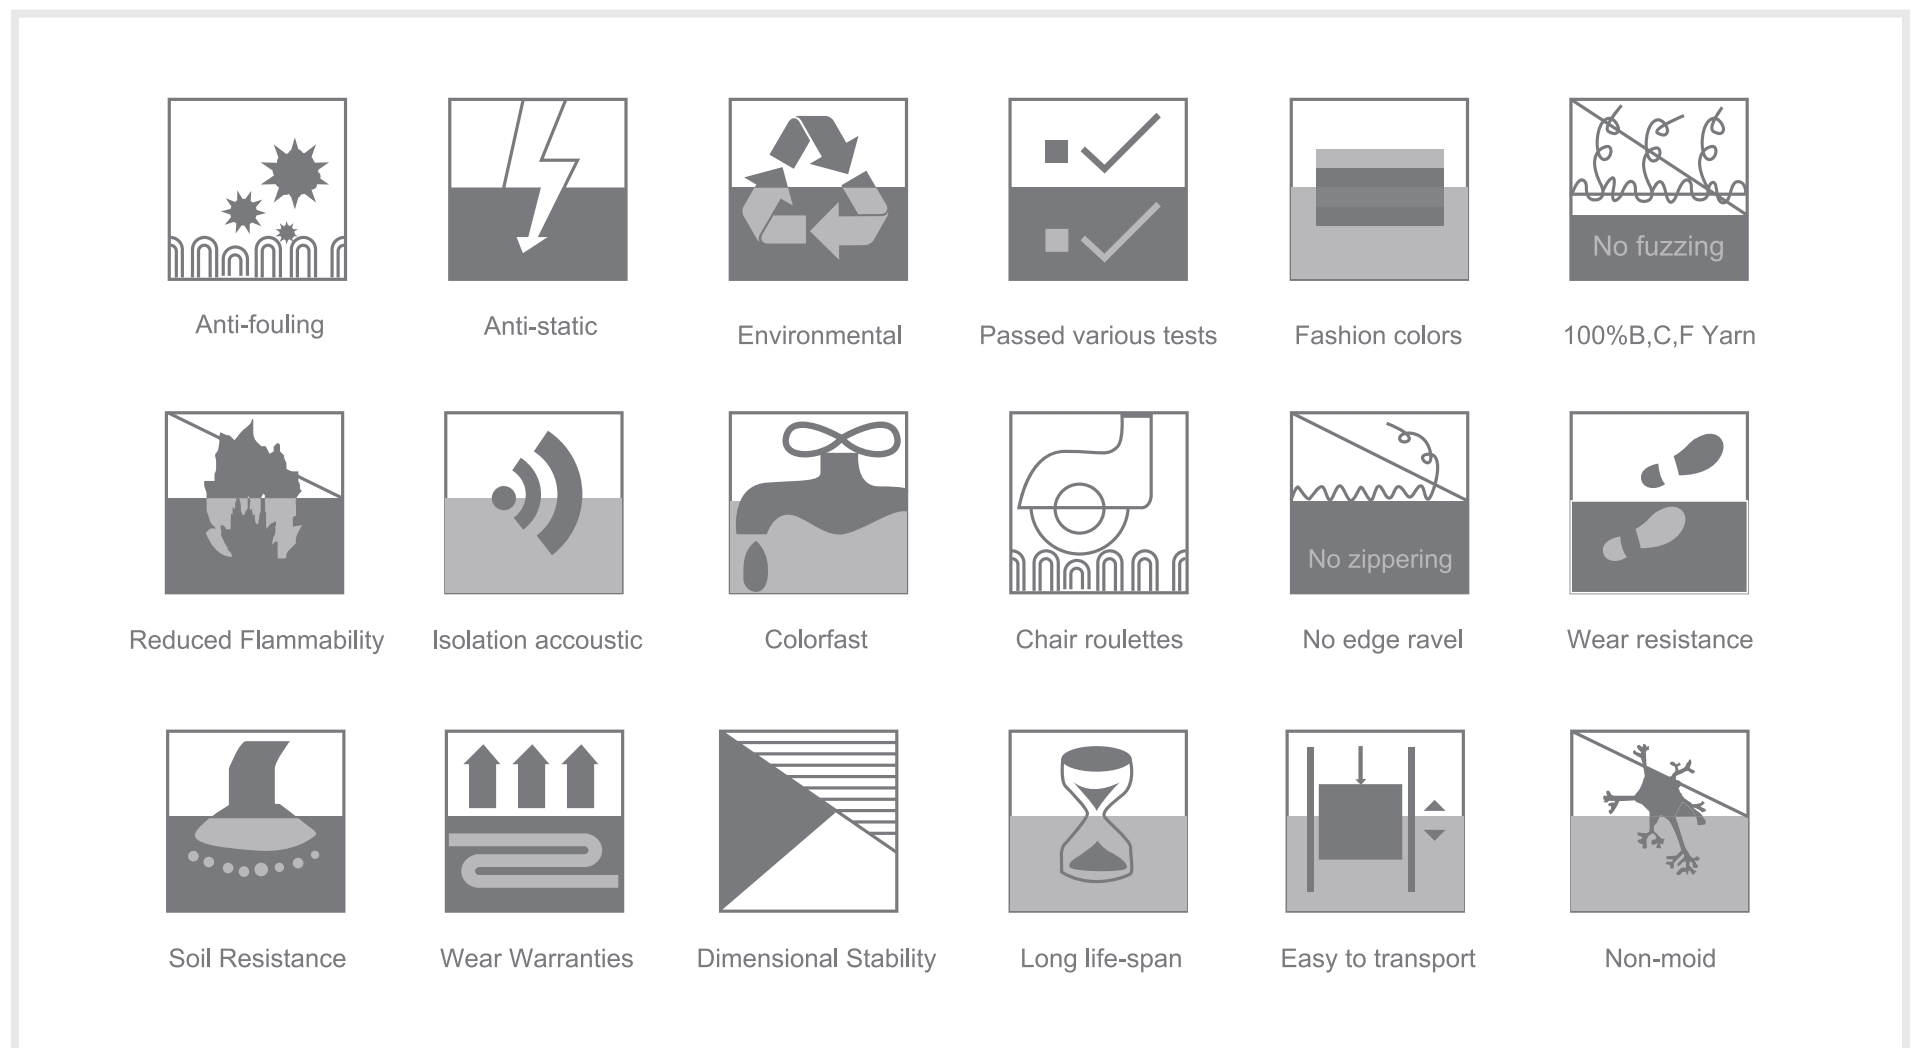 No fuzzing
Anti-fouling
Anti-static
Environmental
Passed various tests
Fashion colors
100%B,C,F Yarn
No zippering
Reduced Flammability
Isolation accoustic
Colorfast
Chair roulettes
No edge ravel
Wear resistance
Soil Resistance
Wear Warranties
Dimensional Stability
Long life-span
Easy to transport
Non-moid